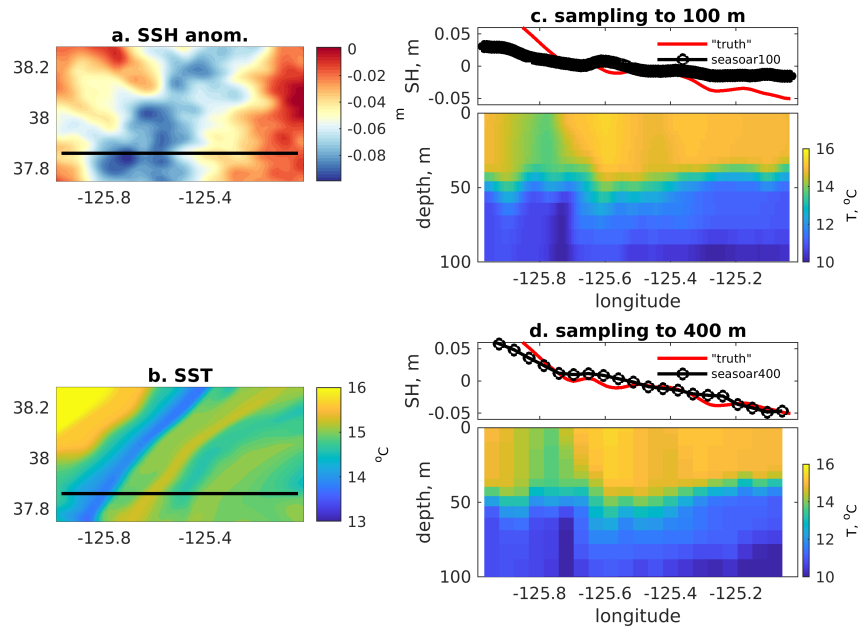 a. SSH anom.
38.2
38
37.8
-125.8
-125.4
0
-0.02
-0.04
-0.06
-0.08
m
b. SST
38.2
38
37.8
-125.8
-125.4
16
15
14
13
°C
c. sampling to 100 m
0.05
0
-0.05
SH, m
"truth"
seasoar100
0
50
100
depth, m
-125.8
-125.6
-125.4
-125.2
longitude
16
14
12
10
T, °C
d. sampling to 400 m
0.05
0
-0.05
SH, m
"truth"
seasoar400
0
50
100
depth, m
-125.8
-125.6
-125.4
-125.2
longitude
16
14
12
10
T, °C